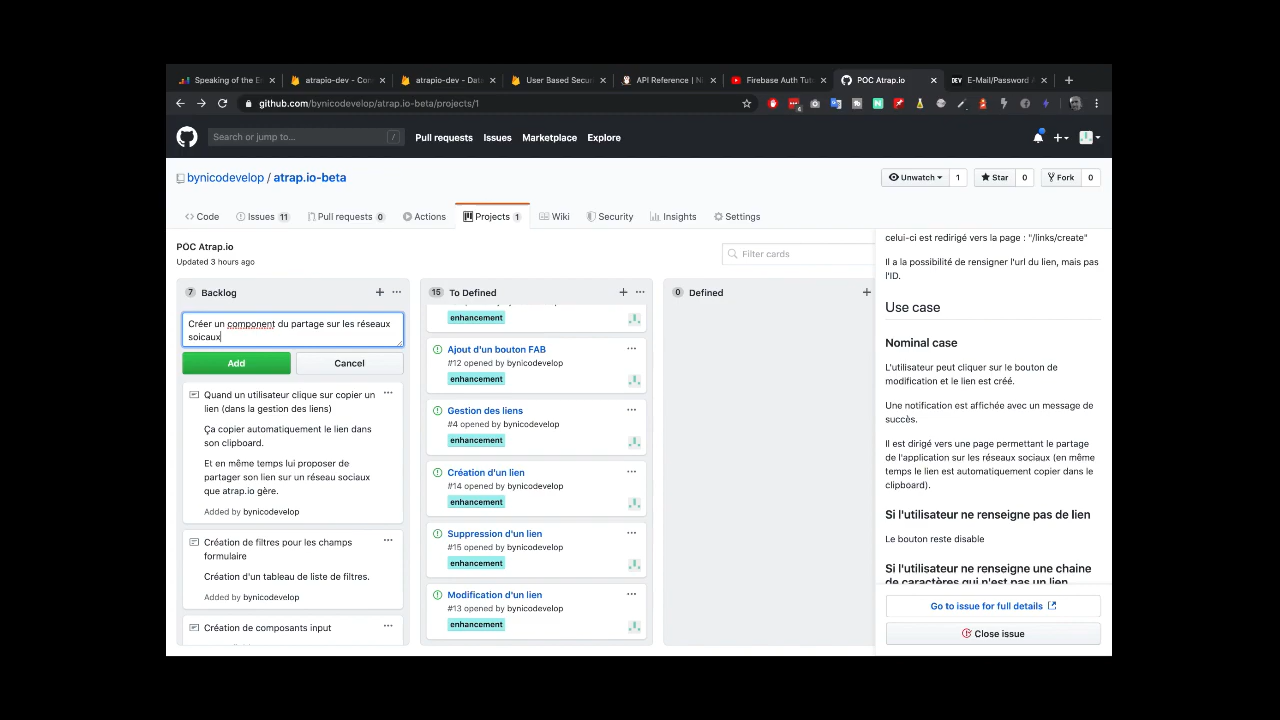 Speaking of the E
atrapio-dev - Con
atrapio-dev - Data
User Based Secur
API Reference | N
Firebase Auth Tut
POC Atrap.io
DEV E-Mail/Password
github.com/bynicodevelop/atrap.io-beta/projects/1
Search or jump to... /
Pull requests Issues Marketplace Explore
bynicodevelop / atrap.io-beta
Unwatch 1 Star 0 Fork 0
Code Issues 11 Pull requests 0 Actions Projects 1 Wiki Security Insights Settings
POC Atrap.io
Updated 3 hours ago
Filter cards
7 Backlog
Créer un component du partage sur les réseaux
soicaux
Add Cancel
Quand un utilisateur clique sur copier un
lien (dans la gestion des liens)
Ça copier automatiquement le lien dans
son clipboard.
Et en même temps lui proposer de
partager son lien sur un réseau sociaux
que atrap.io gère.
Added by bynicodevelop
Création de filtres pour les champs
formulaire
Création d'un tableau de liste de filtres.
Added by bynicodevelop
Création de composants input
15 To Defined
enhancement
Ajout d'un bouton FAB
#12 opened by bynicodevelop
enhancement
Gestion des liens
#4 opened by bynicodevelop
enhancement
Création d'un lien
#14 opened by bynicodevelop
enhancement
Suppression d'un lien
#15 opened by bynicodevelop
enhancement
Modification d'un lien
#13 opened by bynicodevelop
enhancement
0 Defined
celui-ci est redirigé vers la page : "/links/create"
Il a la possibilité de rensigner l'url du lien, mais pas
l'ID.
Use case
Nominal case
L'utilisateur peut cliquer sur le bouton de
modification et le lien est créé.
Une notification est affichée avec un message de
succès.
Il est dirigé vers une page permettant le partage
de l'application sur les réseaux sociaux (en même
temps le lien est automatiquement copier dans le
clipboard).
Si l'utilisateur ne renseigne pas de lien
Le bouton reste disable
Si l'utilisateur ne renseigne une chaine
de caractères qui n'est pas un lien
Go to issue for full details
Close issue